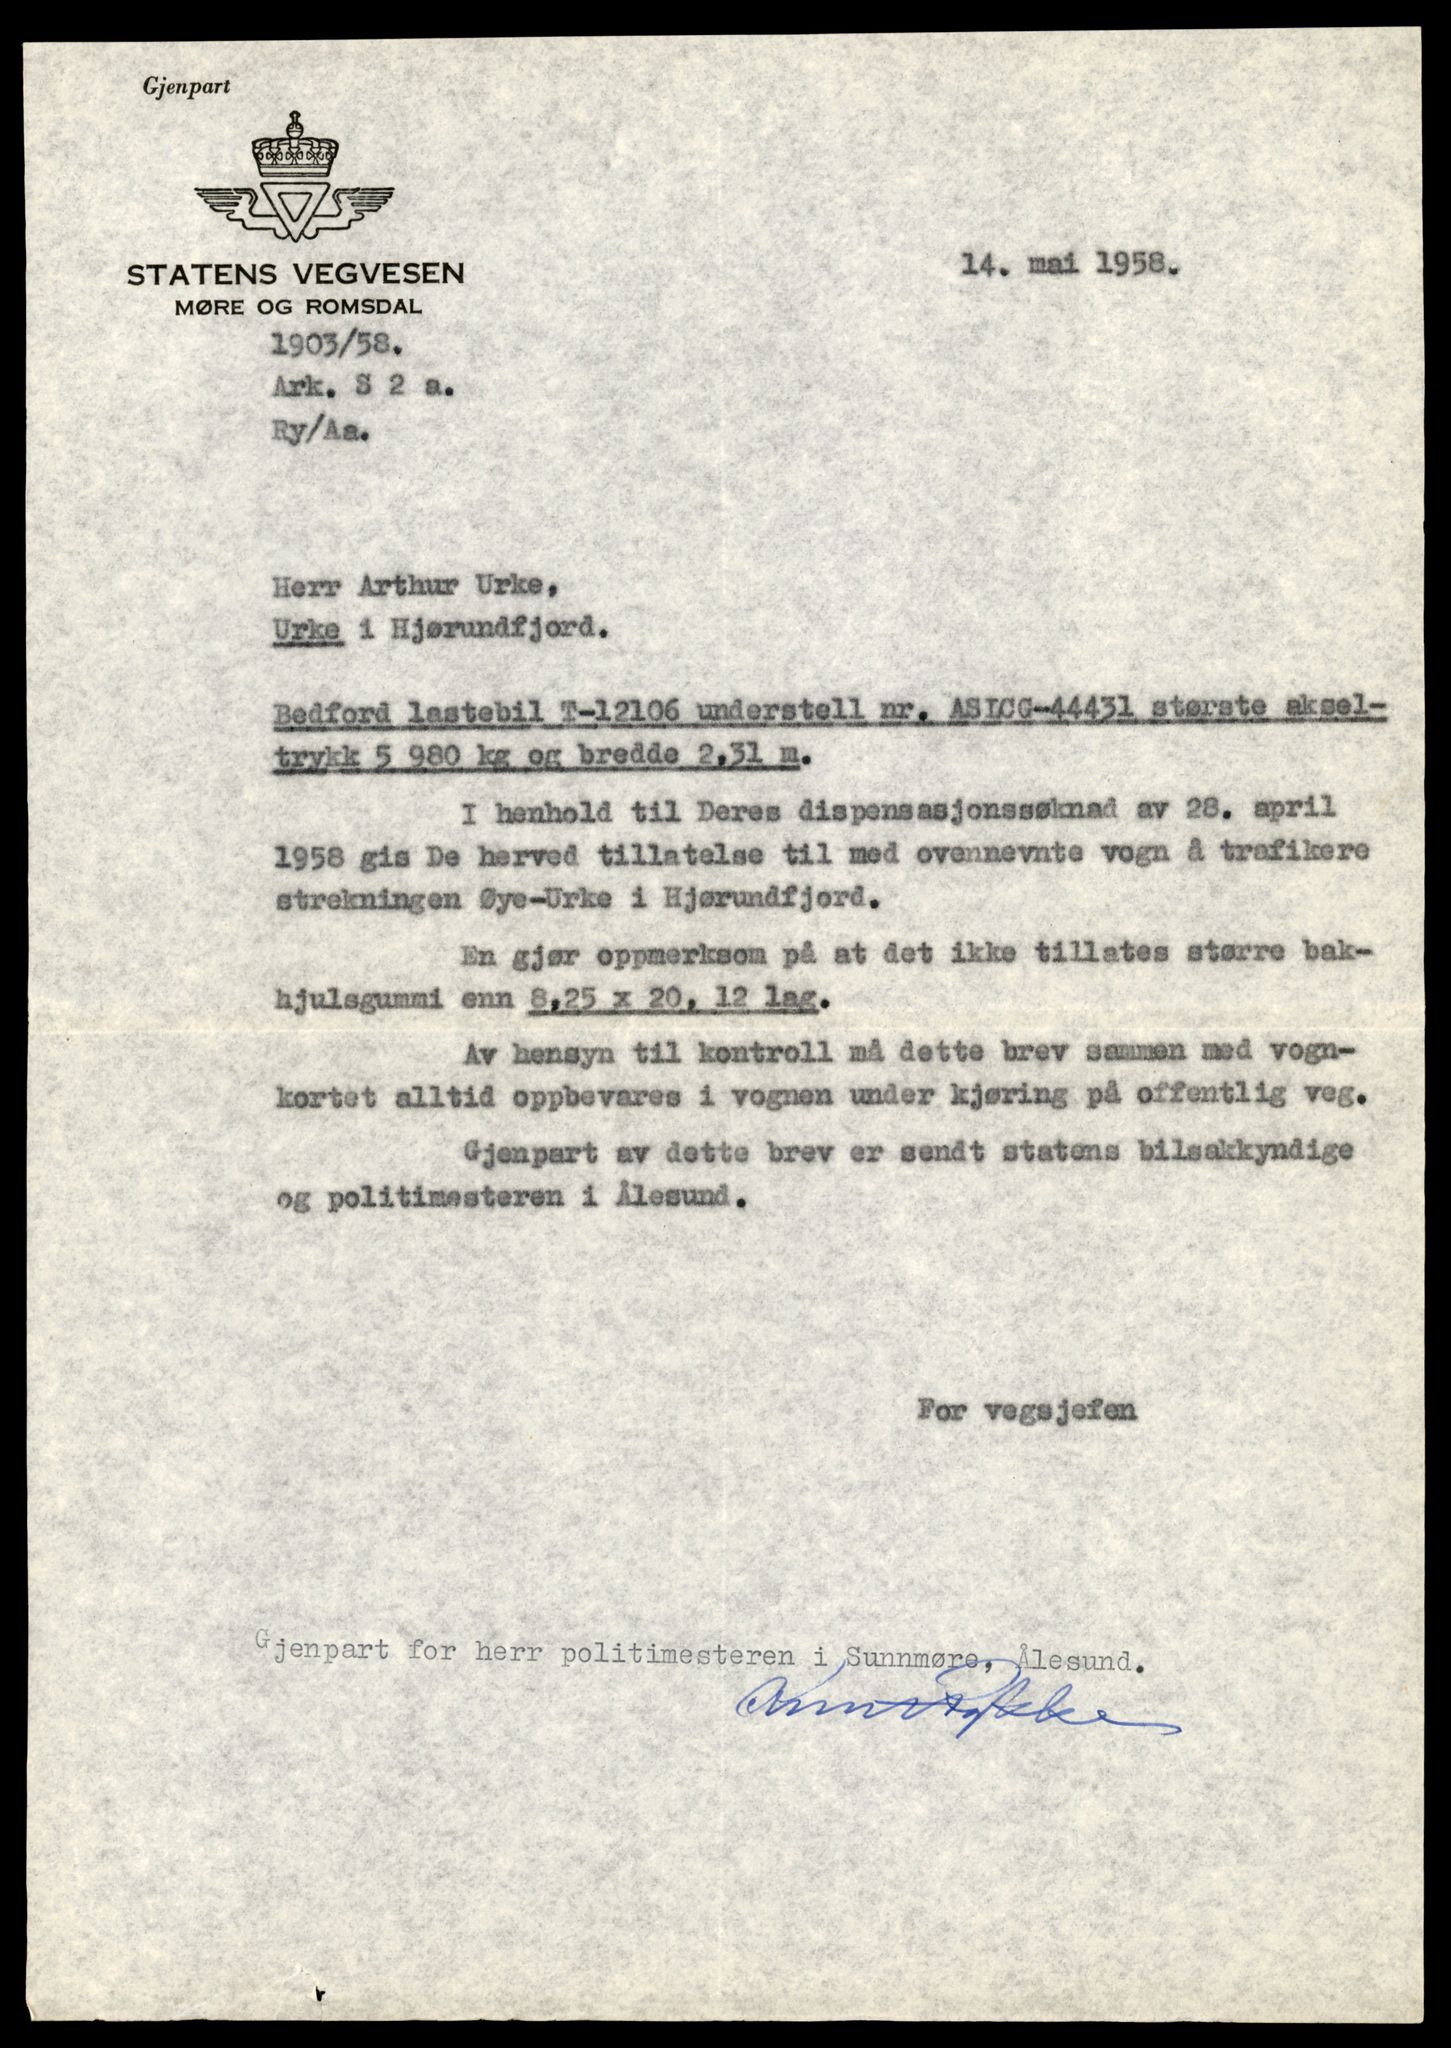 Gjenpart
STATENS VEGVESEN
MØRE OG ROMSDAL
14. mai 1958.
1903/58.
Ark. S 2 a.
Ry/Aa.
Herr Arthur Urke,
Urke i Hjørundfjord.
Bedford lastebil T-12106 understell nr. ASLCG-44431 største aksel-
trykk 5 980 kg og bredde 2,31 m.
I henhold til Deres dispensasjonssøknad av 28. april
1958 gis De herved tillatelse til med ovennevnte vogn å trafikere
strekningen Øye-Urke i Hjørundfjord.
En gjør oppmerksom på at det ikke tillates større bak-
hjulsgummi enn 8,25 x 20, 12 lag.
Av hensyn til kontroll må dette brev sammen med vogn-
kortet alltid oppbevares i vognen under kjøring på offentlig veg.
Gjenpart av dette brev er sendt statens bilsakkyndige
og politimesteren i Ålesund.
For vegsjefen
Gjenpart for herr politimesteren i Sunnmøre, Ålesund.